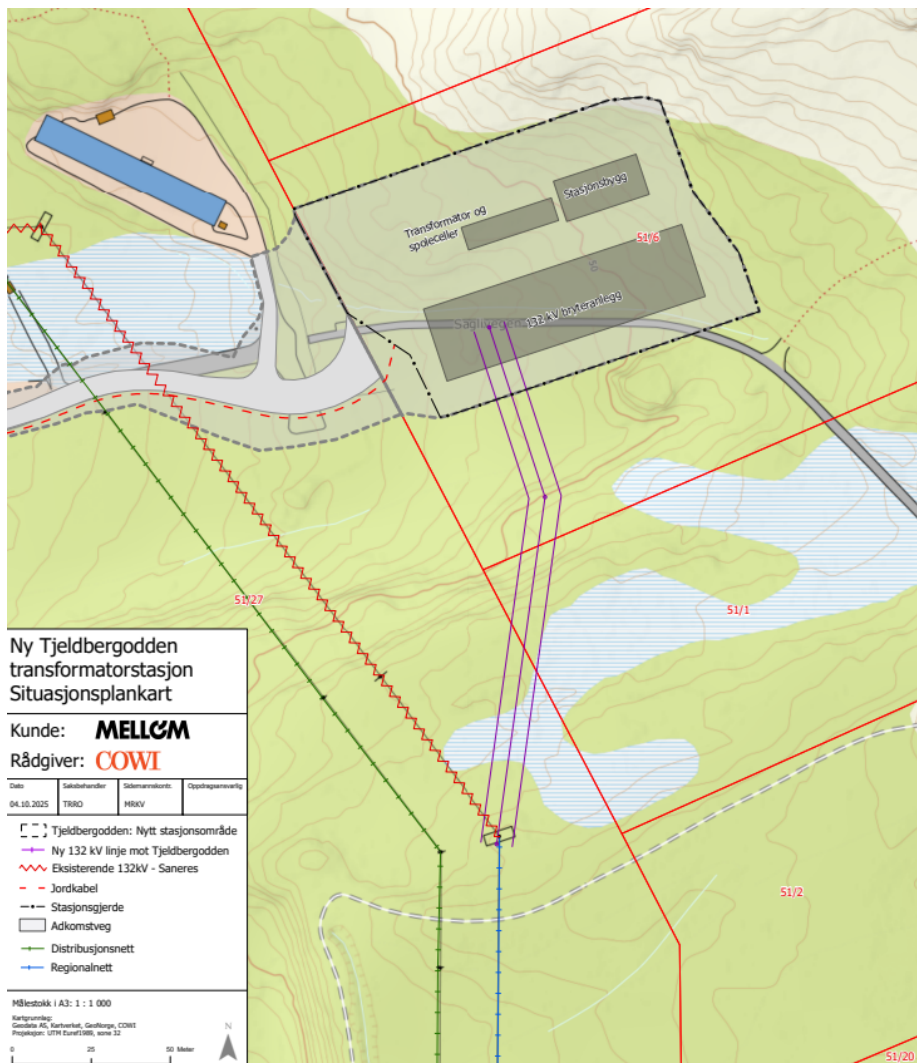 Stasjonsbygg
Transformator og
spoleceller
51/6
50
132 kV bryteranlegg
51/27
51/1
Ny Tjeldbergodden
transformatorstasjon
Situasjonsplankart
Kunde: MELLOM
Rådgiver: COWI
Dato Saksbehandler Sidemannskontr. Oppdragsansvarlig
04.10.2025 TRRO MRKV
Tjeldbergodden: Nytt stasjonsområde
Ny 132 kV linje mot Tjeldbergodden
Eksisterende 132kV - Saneres
Jordkabel
Stasjonsgjerde
Adkomstveg
Distribusjonsnett
Regionalnett
51/2
Målestokk i A3: 1 : 1 000
Kartgrunnlag:
Geodata AS, Kartverket, GeoNorge, COWI
Projeksjon: UTM Euref1989, sone 32
N
0 25 50 Meter
51/20